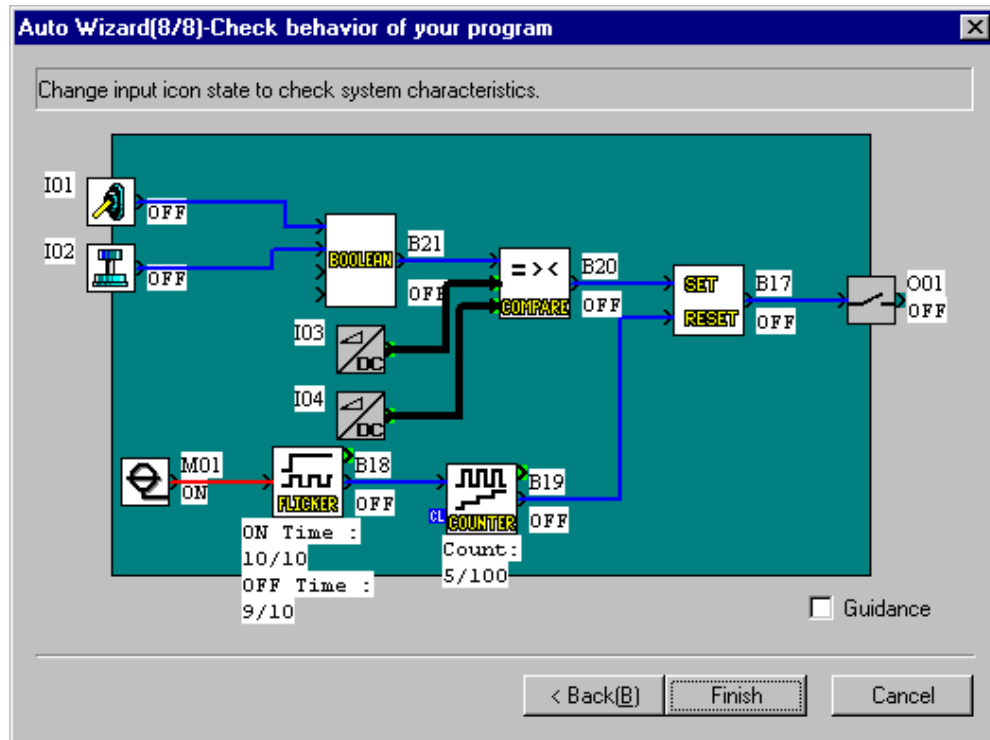 Auto Wizard(8/8)-Check behavior of your program
Change input icon state to check system characteristics.
I01
OFF
I02
OFF
BOOLEAN
B21
OFF
=><
COMPARE
B20
OFF
SET
RESET
B17
OFF
O01
OFF
I03
DC
I04
DC
M01
ON
FLICKER
B18
OFF
ON Time :
10/10
OFF Time :
9/10
CL
COUNTER
B19
OFF
Count:
5/100
Guidance
< Back(B)
Finish
Cancel